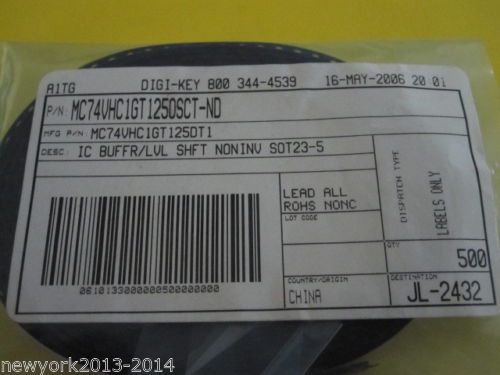 A1TG DIGI-KEY 800 344-4539 16-MAY-2006 20 01
P/N: MC74VHC1GT125OSCT-ND
MFG P/N: MC74VHC1GT125DT1
DESC: IC BUFFR/LVL SHFT NONINV SOT23-5
LEAD ALL
ROHS NONC
LOT CODE
DISPATCH TYPE
LABELS ONLY
QTY
500
0610133000000500000000
COUNTRY/ORIGIN
CHINA
DESTINATION
JL-2432
newyork2013-2014